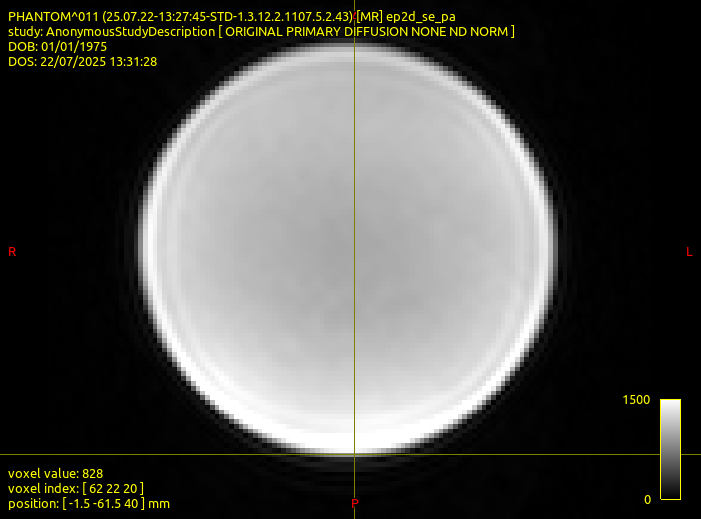 PHANTOM^011 (25.07.22-13:27:45-STD-1.3.12.2.1107.5.2.43) [MR] ep2d_se_pa
study: AnonymousStudyDescription [ ORIGINAL PRIMARY DIFFUSION NONE ND NORM ]
DOB: 01/01/1975
DOS: 22/07/2025 13:31:28
R
L
1500
0
voxel value: 828
voxel index: [ 62 22 20 ]
position: [ -1.5 -61.5 40 ] mm
P